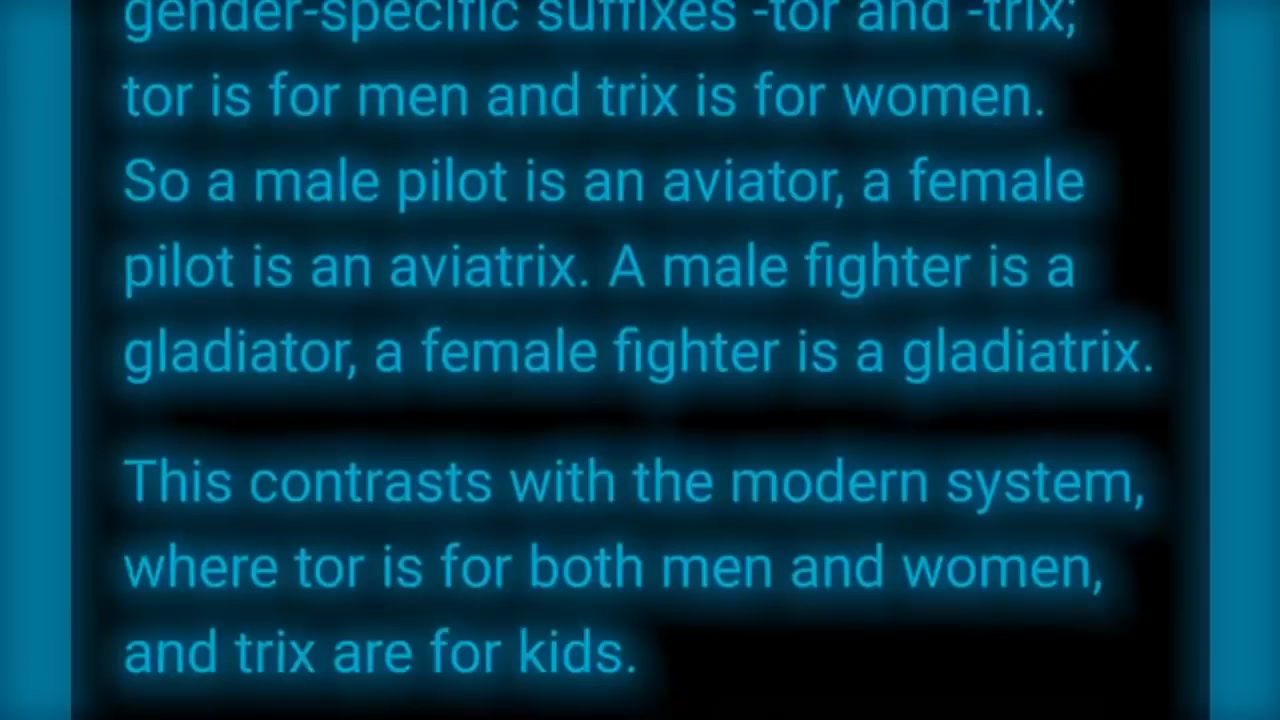 gender-specific suffixes -tor and -trix;
tor is for men and trix is for women.
So a male pilot is an aviator, a female
pilot is an aviatrix. A male fighter is a
gladiator, a female fighter is a gladiatrix.
This contrasts with the modern system,
where tor is for both men and women,
and trix are for kids.